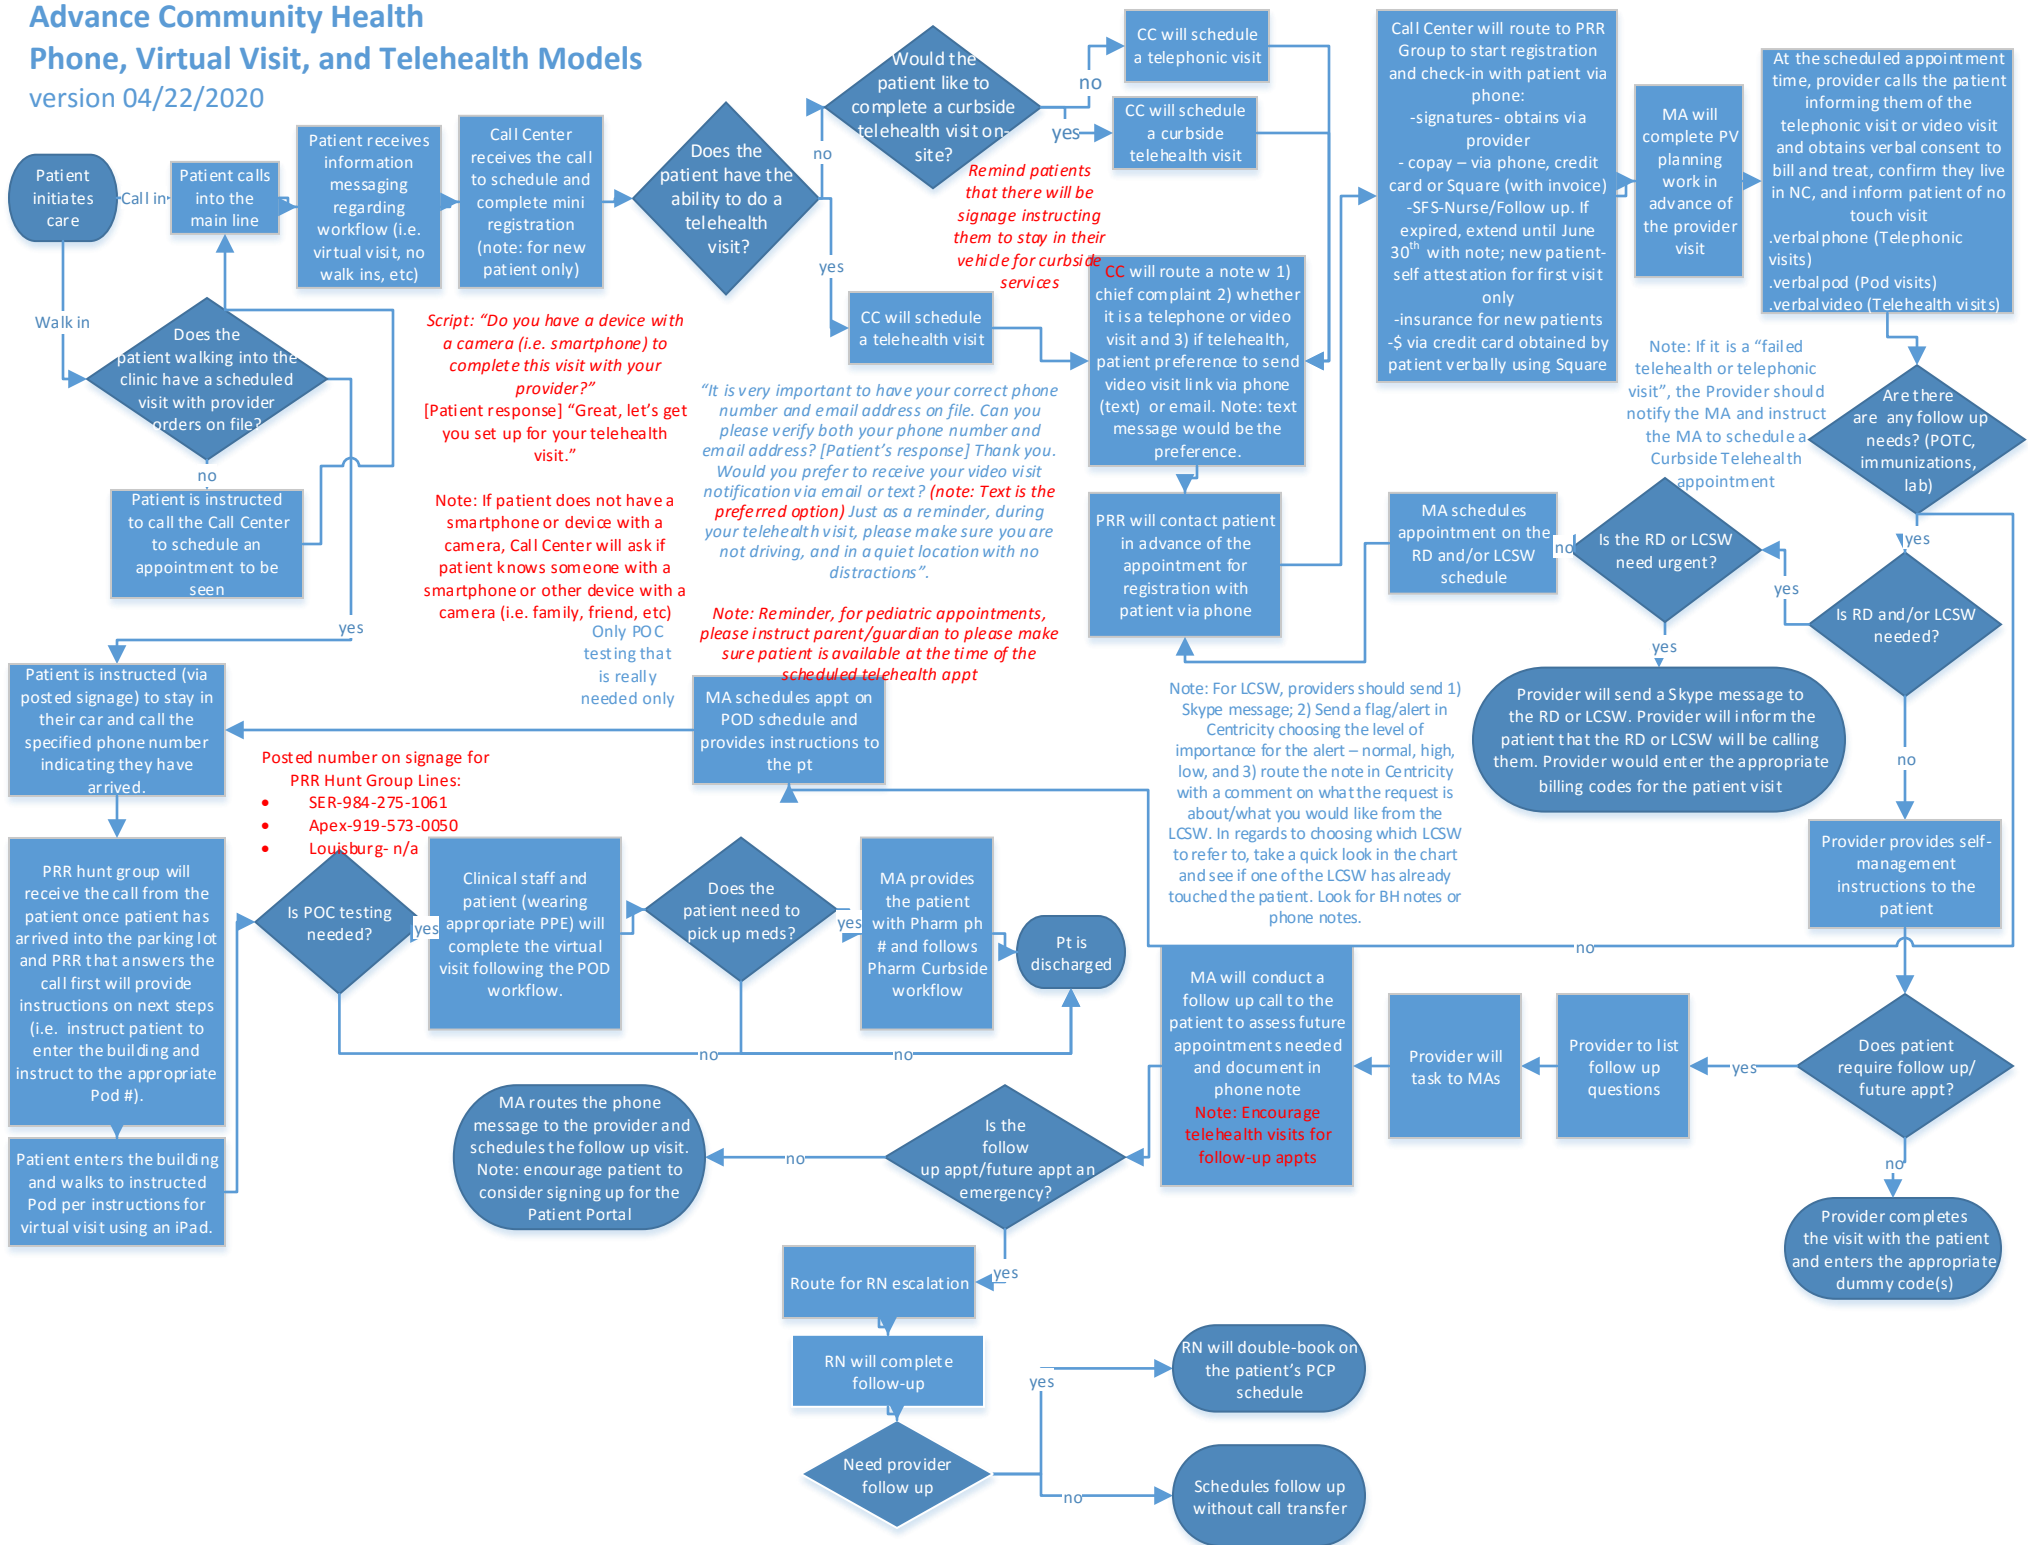 Advance Community Health
Phone, Virtual Visit, and Telehealth Models
version 04/22/2020
Patient
initiates
care
Call in
Walk in
Patient calls
into the
main line
Patient receives
information
messaging
regarding
workflow (i.e.
virtual visit, no
walk ins, etc)
Call Center
receives the call
to schedule and
complete mini
registration
(note: for new
patient only)
Does the
patient have the
ability to do a
telehealth
visit?
no
yes
Would the
patient like to
complete a curbside
telehealth visit on-
site?
no
yes
CC will schedule
a telephonic visit
CC will schedule
a curbside
telehealth visit
Remind patients
that there will be
signage instructing
them to stay in their
vehicle for curbside
services
CC will schedule
a telehealth visit
CC will route a note w 1)
chief complaint 2) whether
it is a telephone or video
visit and 3) if telehealth,
patient preference to send
video visit link via phone
(text)  or email. Note: text
message would be the
preference.
Call Center will route to PRR
Group to start registration
and check-in with patient via
phone:
-signatures- obtains via
provider
- copay – via phone, credit
card or Square (with invoice)
-SFS-Nurse/Follow up. If
expired, extend until June
30th with note; new patient-
self attestation for first visit
only
-insurance for new patients
-$ via credit card obtained by
patient verbally using Square
MA will
complete PV
planning
work in
advance of
the provider
visit
At the scheduled appointment
time, provider calls the patient
informing them of the
telephonic visit or video visit
and obtains verbal consent to
bill and treat, confirm they live
in NC, and inform patient of no
touch visit
.verbalphone (Telephonic
visits)
.verbalpod (Pod visits)
.verbalvideo (Telehealth visits)
Does the
patient walking into the
clinic have a scheduled
visit with provider
orders on file?
no
yes
Patient is instructed
to call the Call Center
to schedule an
appointment to be
seen
Script: “Do you have a device with
a camera (i.e. smartphone) to
complete this visit with your
provider?”
[Patient response] “Great, let’s get
you set up for your telehealth
visit.”
Note: If patient does not have a
smartphone or device with a
camera, Call Center will ask if
patient knows someone with a
smartphone or other device with a
camera (i.e. family, friend, etc)
“It is very important to have your correct phone
number and email address on file. Can you
please verify both your phone number and
email address? [Patient’s response] Thank you.
Would you prefer to receive your video visit
notification via email or text? (note: Text is the
preferred option) Just as a reminder, during
your telehealth visit, please make sure you are
not driving, and in a quiet location with no
distractions”.
Note: Reminder, for pediatric appointments,
please instruct parent/guardian to please make
sure patient is available at the time of the
scheduled telehealth appt
Only POC
testing that
is really
needed only
PRR will contact patient
in advance of the
appointment for
registration with
patient via phone
Note: If it is a “failed
telehealth or telephonic
visit”, the Provider should
notify the MA and instruct
the MA to schedule a
Curbside Telehealth
appointment
Are there
are  any follow up
needs? (POTC,
immunizations,
lab)
yes
no
MA schedules
appointment on the
RD and/or LCSW
schedule
no
Is the RD or LCSW
need urgent?
yes
yes
Is RD and/or LCSW
needed?
no
Provider will send a Skype message to
the RD or LCSW. Provider will inform the
patient that the RD or LCSW will be calling
them. Provider would enter the appropriate
billing codes for the patient visit
Note: For LCSW, providers should send 1)
Skype message; 2) Send a flag/alert in
Centricity choosing the level of
importance for the alert – normal, high,
low, and 3) route the note in Centricity
with a comment on what the request is
about/what you would like from the
LCSW. In regards to choosing which LCSW
to refer to, take a quick look in the chart
and see if one of the LCSW has already
touched the patient. Look for BH notes or
phone notes.
Patient is instructed (via
posted signage) to stay in
their car and call the
specified phone number
indicating they have
arrived.
MA schedules appt on
POD schedule and
provides instructions to
the pt
Posted number on signage for
PRR Hunt Group Lines:
• SER-984-275-1061
• Apex-919-573-0050
• Louisburg- n/a
PRR hunt group will
receive the call from the
patient once patient has
arrived into the parking lot
and PRR that answers the
call first will provide
instructions on next steps
(i.e.  instruct patient to
enter the building and
instruct to the appropriate
Pod #).
Patient enters the building
and walks to instructed
Pod per instructions for
virtual visit using an iPad.
Is POC testing
needed?
yes
no
Clinical staff and
patient (wearing
appropriate PPE) will
complete the virtual
visit following the POD
workflow.
Does the
patient need to
pick up meds?
yes
no
MA provides
the patient
with Pharm ph
# and follows
Pharm Curbside
workflow
Pt is
discharged
Provider provides self-
management
instructions to the
patient
Does patient
require follow up/
future appt?
yes
no
Provider to list
follow up
questions
Provider will
task to MAs
MA will conduct a
follow up call to the
patient to assess future
appointments needed
and document in
phone note
Note: Encourage
telehealth visits for
follow-up appts
Provider completes
the visit with the patient
and enters the appropriate
dummy code(s)
Is the
follow
up appt/future appt an
emergency?
no
yes
MA routes the phone
message to the provider and
schedules the follow up visit.
Note: encourage patient to
consider signing up for the
Patient Portal
Route for RN escalation
RN will complete
follow-up
Need provider
follow up
yes
no
RN will double-book on
the patient’s PCP
schedule
Schedules follow up
without call transfer